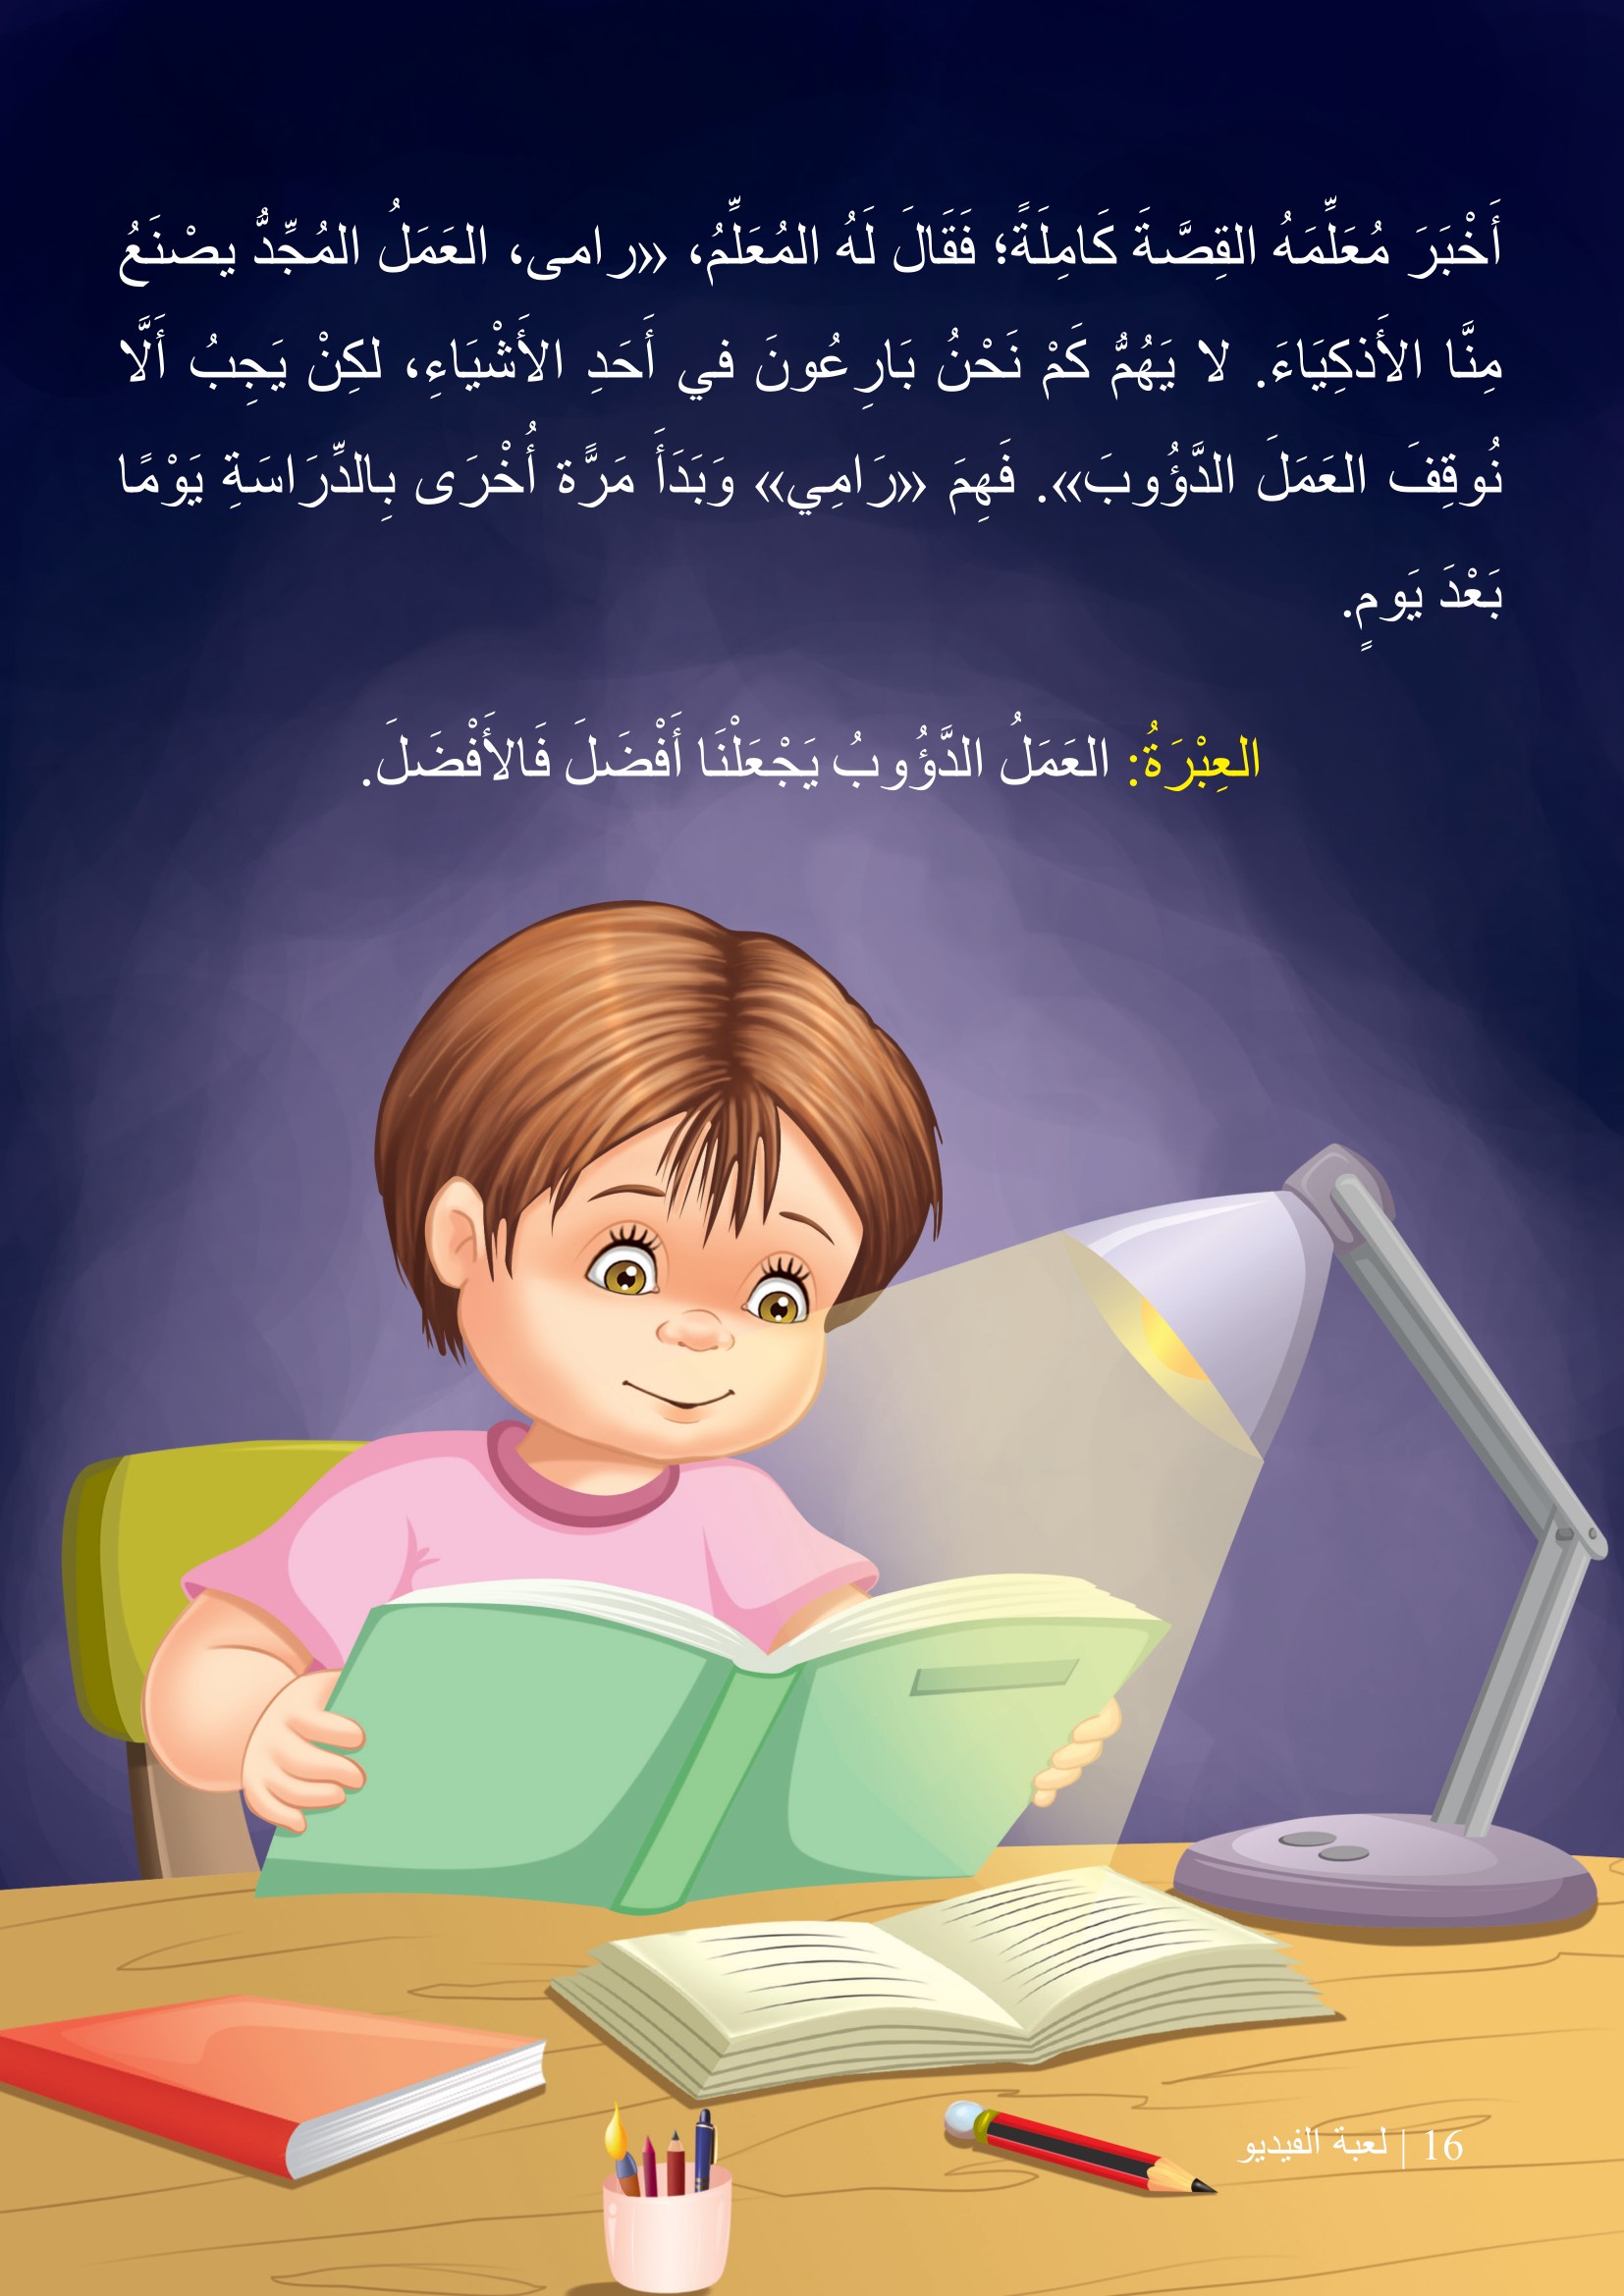 أَخْبَرَ مُعَلِّمَهُ القِصَّةَ كَامِلَةً؛ فَقَالَ لَهُ المُعَلِّمُ، «رامى، العَمَلُ المُجِّدُّ يصْنَعُ
مِنَّا الأَذكِيَاءَ. لا يَهُمُّ كَمْ نَحْنُ بَارِعُونَ في أَحَدِ الأَشْيَاءِ، لكِنْ يَجِبُ أَلَّا
نُوقِفَ العَمَلَ الدَّؤُوبَ». فَهِمَ «رَامِي» وَبَدَأَ مَرَّة أُخْرَى بِالدِّرَاسَةِ يَوْمًا
بَعْدَ يَومٍ.
العِبْرَةُ: العَمَلُ الدَّؤُوبُ يَجْعَلْنَا أَفْضَلَ فَالأَفْضَلَ.
16 | لعبة الفيديو